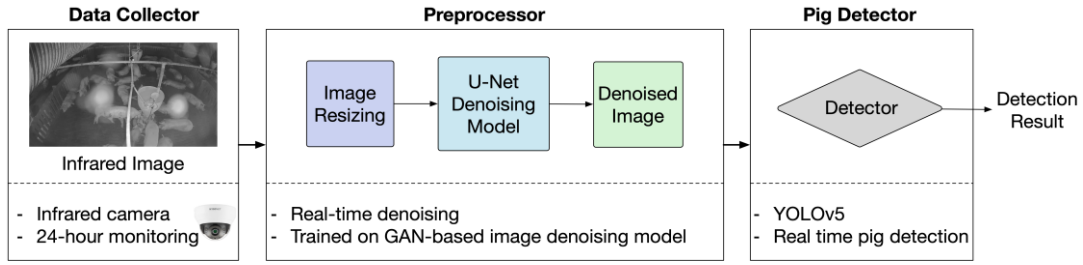 Data Collector
Infrared Image
- Infrared camera
- 24-hour monitoring
Preprocessor
Image
Resizing
U-Net
Denoising
Model
Denoised
Image
- Real-time denoising
- Trained on GAN-based image denoising model
Pig Detector
Detector
- YOLOv5
- Real time pig detection
Detection
Result